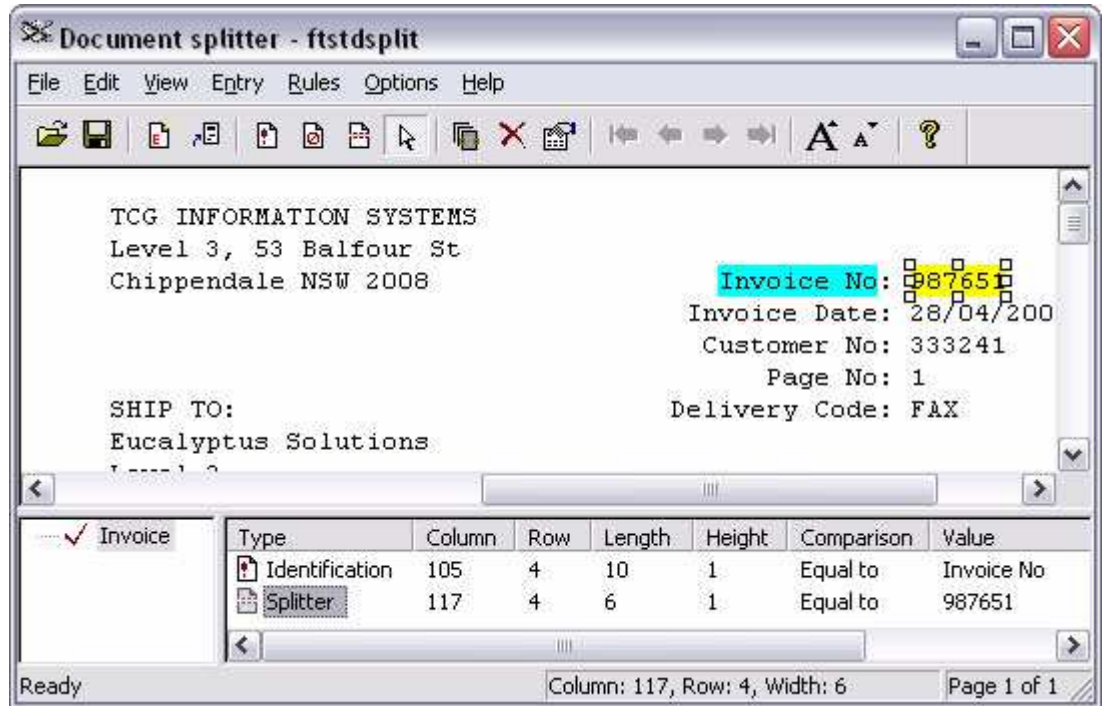 Document splitter - ftstdsplit
File Edit View Entry Rules Options Help
TCG INFORMATION SYSTEMS
Level 3, 53 Balfour St
Chippendale NSW 2008 Invoice No: 987651
Invoice Date: 28/04/200
Customer No: 333241
Page No: 1
SHIP TO: Delivery Code: FAX
Eucalyptus Solutions
Invoice
Type Column Row Length Height Comparison Value
Identification 105 4 10 1 Equal to Invoice No
Splitter 117 4 6 1 Equal to 987651
Ready Column: 117, Row: 4, Width: 6 Page 1 of 1